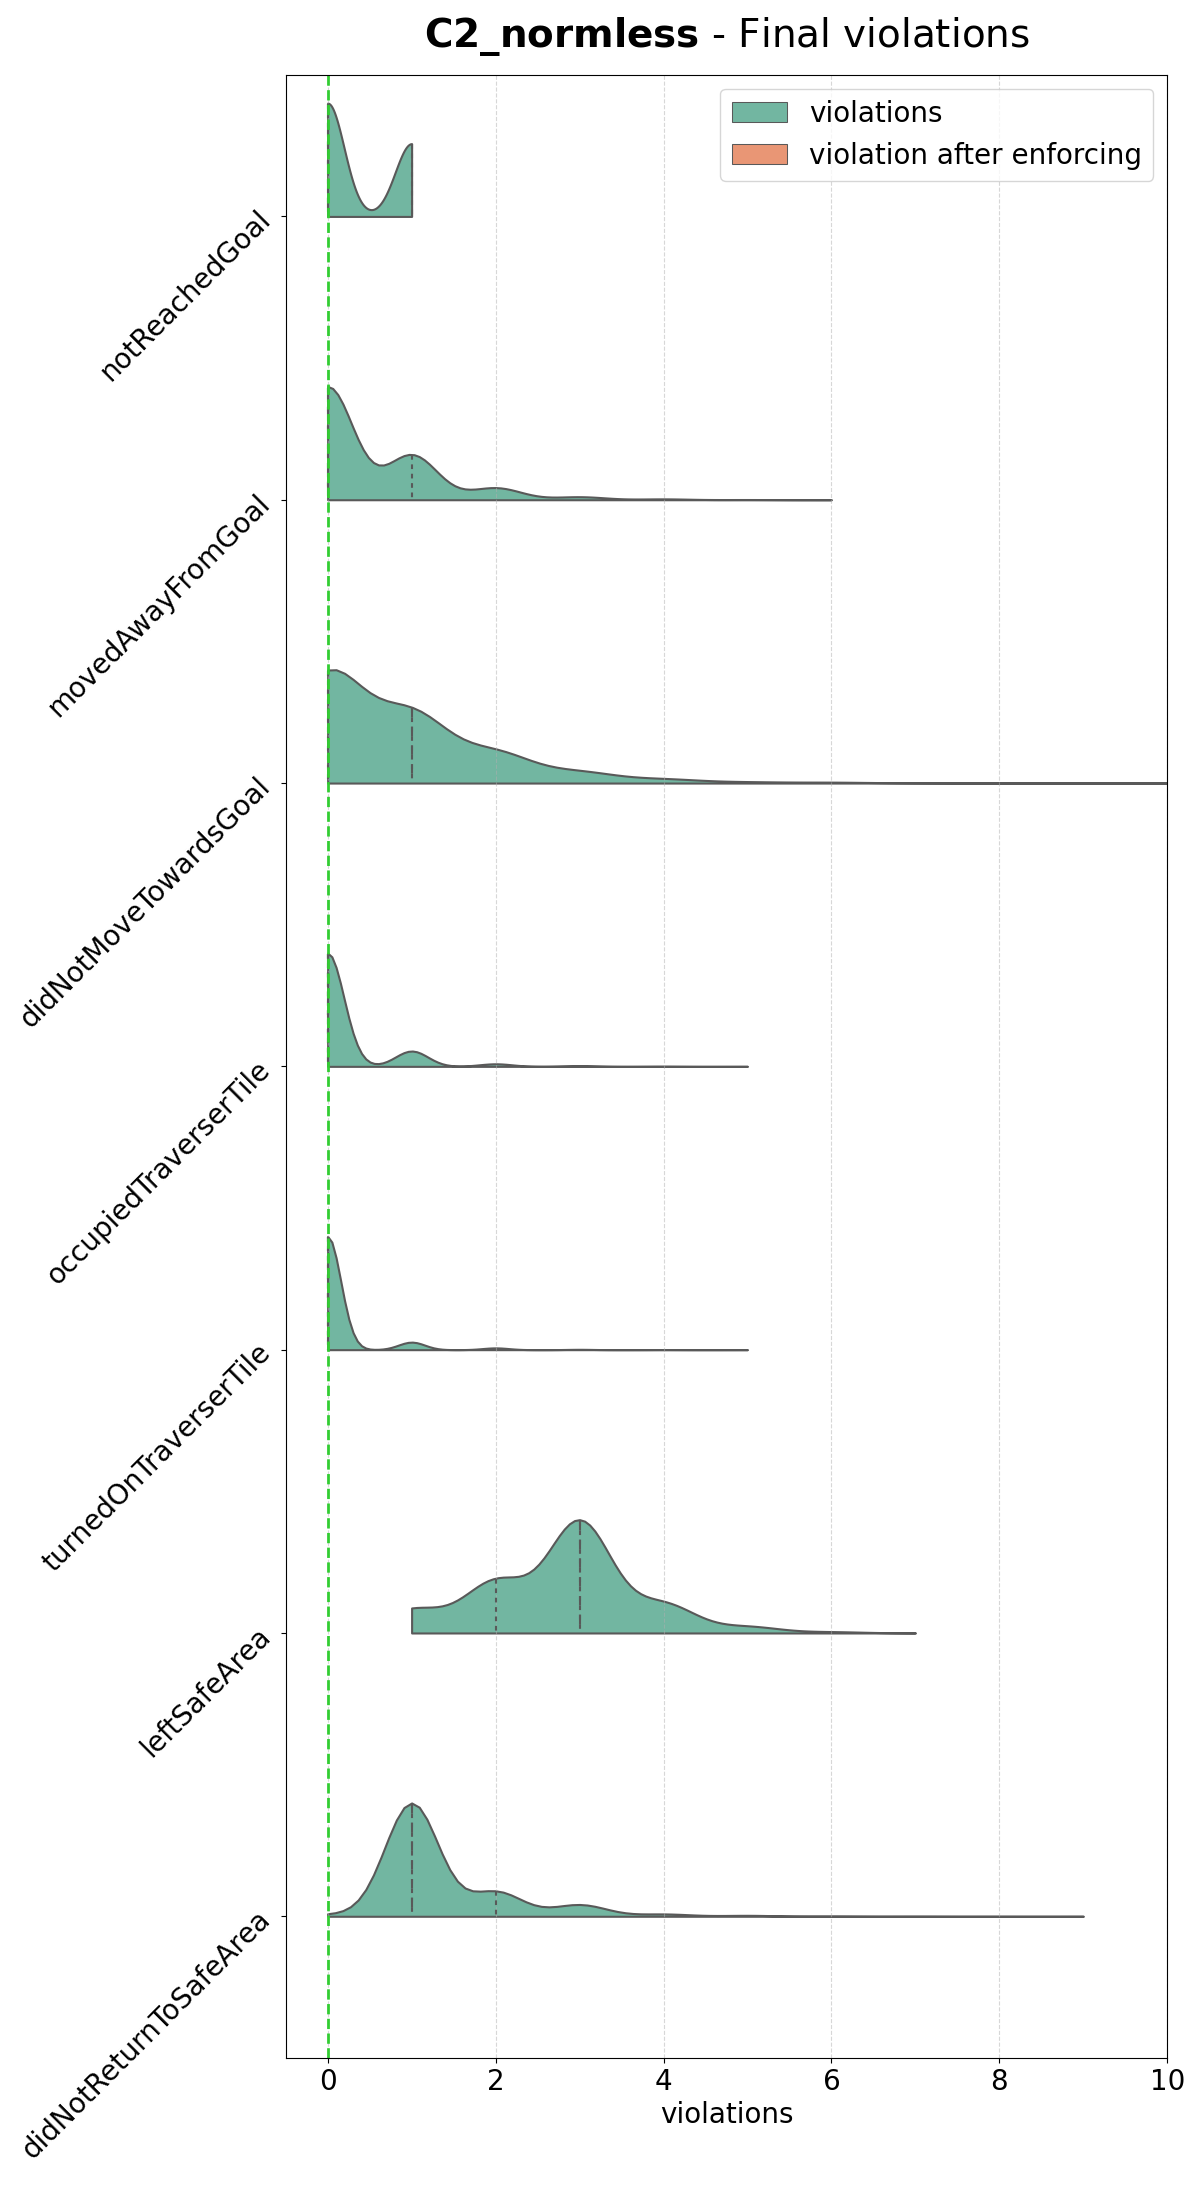 C2_normless - Final violations
violations
violation after enforcing
notReachedGoal
movedAwayFromGoal
didNotMoveTowardsGoal
occupiedTraverserTile
turnedOnTraverserTile
leftSafeArea
didNotReturnToSafeArea
0 2 4 6 8 10
violations